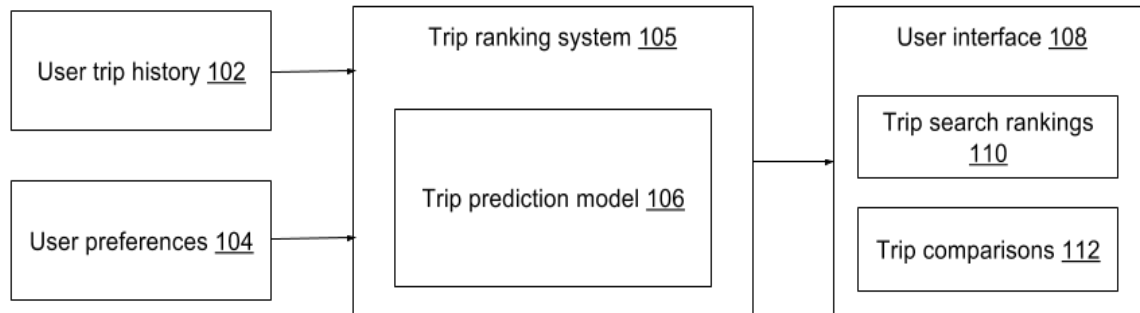 User trip history 102
User preferences 104
Trip ranking system 105
Trip prediction model 106
User interface 108
Trip search rankings
110
Trip comparisons 112